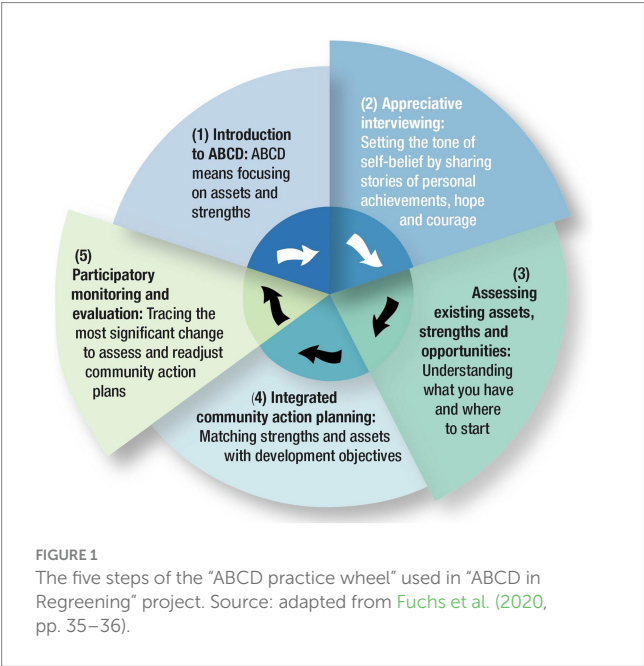 (1) Introduction
to ABCD: ABCD
means focusing
on assets and
strengths
(2) Appreciative
interviewing:
Setting the tone of
self-belief by sharing
stories of personal
achievements, hope
and courage
(3)
Assessing
existing assets,
strengths and
opportunities:
Understanding
what you have
and where
to start
(4) Integrated
community action planning:
Matching strengths and assets
with development objectives
(5)
Participatory
monitoring and
evaluation: Tracing the
most significant change
to assess and readjust
community action
plans
FIGURE 1
The five steps of the “ABCD practice wheel” used in “ABCD in
Regreening” project. Source: adapted from Fuchs et al. (2020,
pp. 35–36).